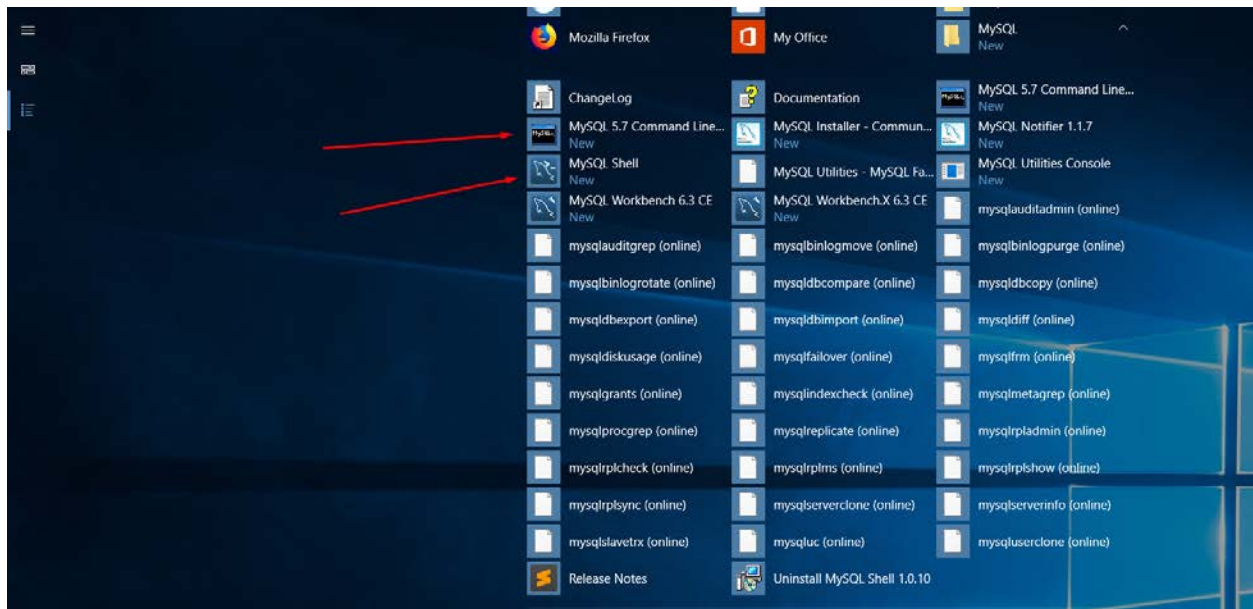 Mozilla Firefox
My Office
MySQL
New
ChangeLog
Documentation
MySQL 5.7 Command Line...
New
MySQL 5.7 Command Line...
New
MySQL Installer - Commun...
New
MySQL Notifier 1.1.7
New
MySQL Shell
New
MySQL Utilities - MySQL Fa...
MySQL Utilities Console
New
MySQL Workbench 6.3 CE
New
MySQL Workbench.X 6.3 CE
New
mysqlauditadmin (online)
mysqlauditgrep (online)
mysqlbinlogmove (online)
mysqlbinlogpurge (online)
mysqlbinlogrotate (online)
mysqldbcompare (online)
mysqldbcopy (online)
mysqldbexport (online)
mysqldbimport (online)
mysqldiff (online)
mysqldiskusage (online)
mysqlfailover (online)
mysqlfrm (online)
mysqlgrants (online)
mysqlindexcheck (online)
mysqlmetagrep (online)
mysqlprocgrep (online)
mysqlreplicate (online)
mysqlrpladmin (online)
mysqlrplcheck (online)
mysqlrplms (online)
mysqlrplshow (online)
mysqlrplsync (online)
mysqlserverclone (online)
mysqlserverinfo (online)
mysqlslavetrx (online)
mysqluc (online)
mysqluserclone (online)
Release Notes
Uninstall MySQL Shell 1.0.10